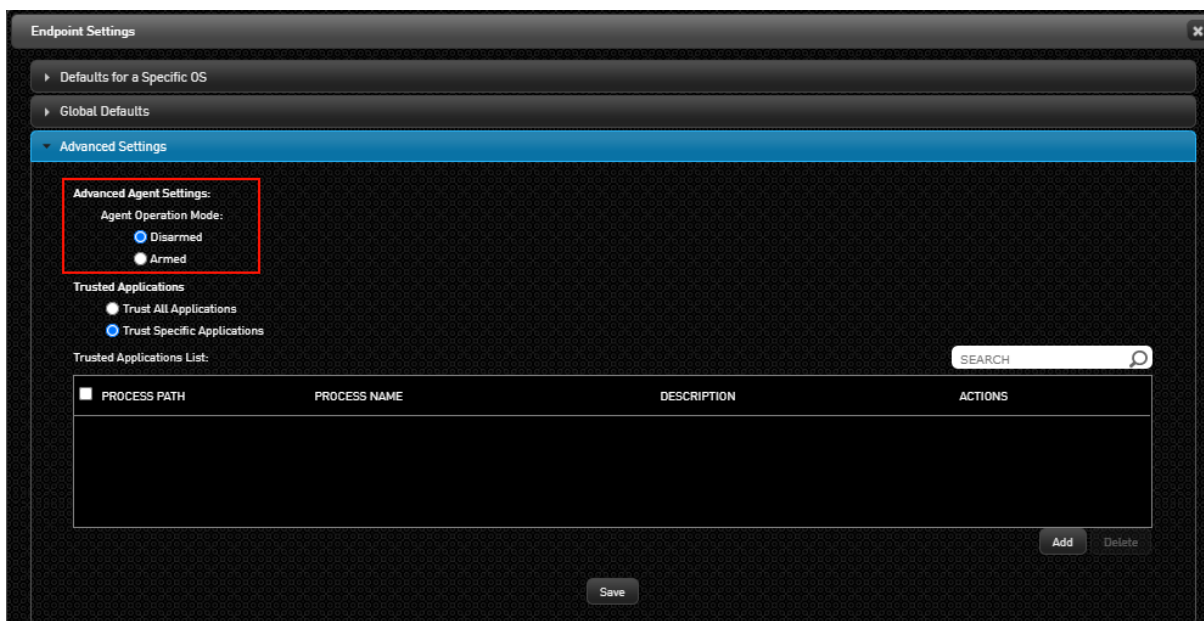 Endpoint Settings
Defaults for a Specific OS
Global Defaults
Advanced Settings
Advanced Agent Settings:
Agent Operation Mode:
Disarmed
Armed
Trusted Applications
Trust All Applications
Trust Specific Applications
Trusted Applications List:
SEARCH
PROCESS PATH PROCESS NAME DESCRIPTION ACTIONS
Add Delete
Save